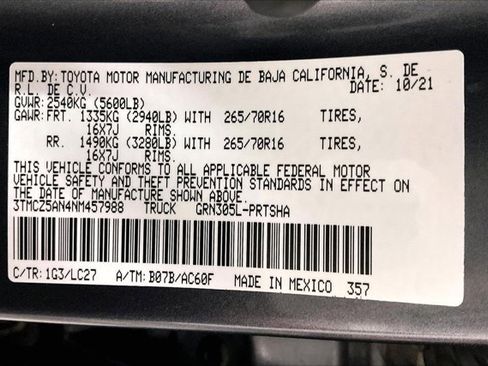 MFD.BY:TOYOTA MOTOR MANUFACTURING DE BAJA CALIFORNIA, S. DE
R.L. DE C.V. DATE: 10/21
GVWR: 2540KG (5600LB)
GAWR: FRT. 1335KG (2940LB) WITH 265/70R16 TIRES,
16X7J RIMS.
RR. 1490KG (3280LB) WITH 265/70R16 TIRES,
16X7J RIMS.
THIS VEHICLE CONFORMS TO ALL APPLICABLE FEDERAL MOTOR
VEHICLE SAFETY AND THEFT PREVENTION STANDARDS IN EFFECT ON
THE DATE OF MANUFACTURE SHOWN ABOVE.
3TMCZ5AN4NM457988 TRUCK GRN305L-PRTSHA
C/TR:1G3/LC27 A/TM: B07B/AC60F MADE IN MEXICO 357